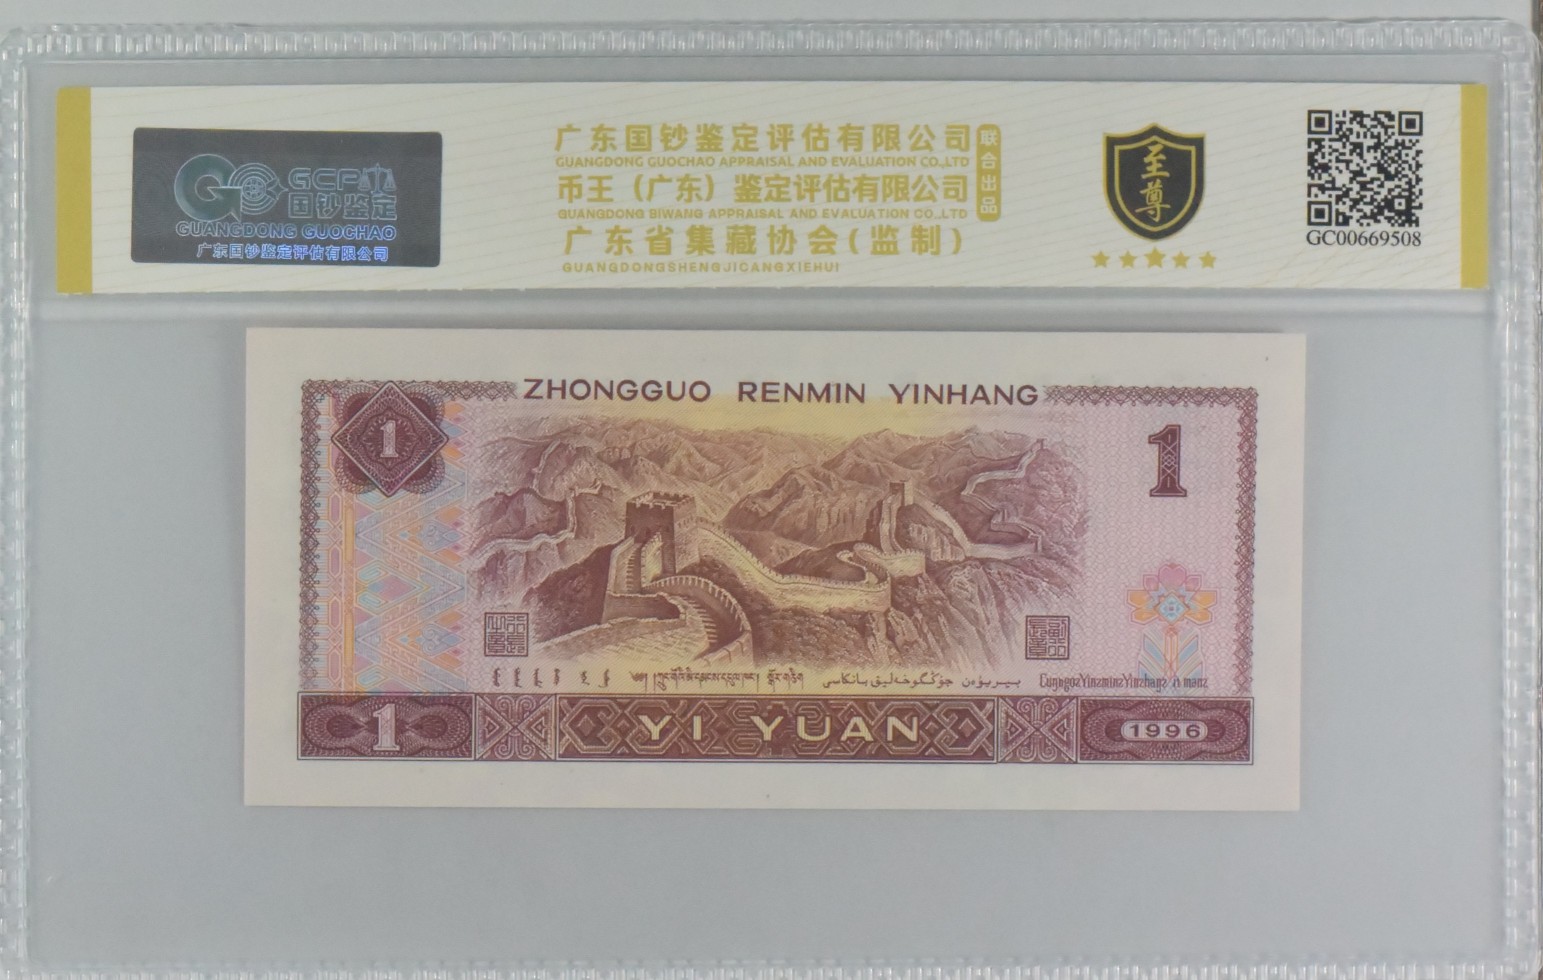 GCP
国钞鉴定
GUANGDONG GUOCHAO
广东国钞鉴定评估有限公司
广东国钞鉴定评估有限公司
GUANGDONG GUOCHAO APPRAISAL AND EVALUATION CO.,LTD
币王（广东）鉴定评估有限公司
GUANGDONG BIWANG APPRAISAL AND EVALUATION CO.,LTD
广东省集藏协会(监制)
GUANGDONGSHENGJICANGXIEHUI
联合出品
至尊
GC00669508
ZHONGGUO RENMIN YINHANG
1
1
1
YI YUAN
1996